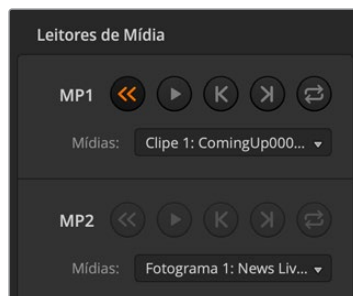 Leitores de Mídia
MP1
Mídias: Clipe 1: ComingUp000...
MP2
Mídias: Fotograma 1: News Liv...